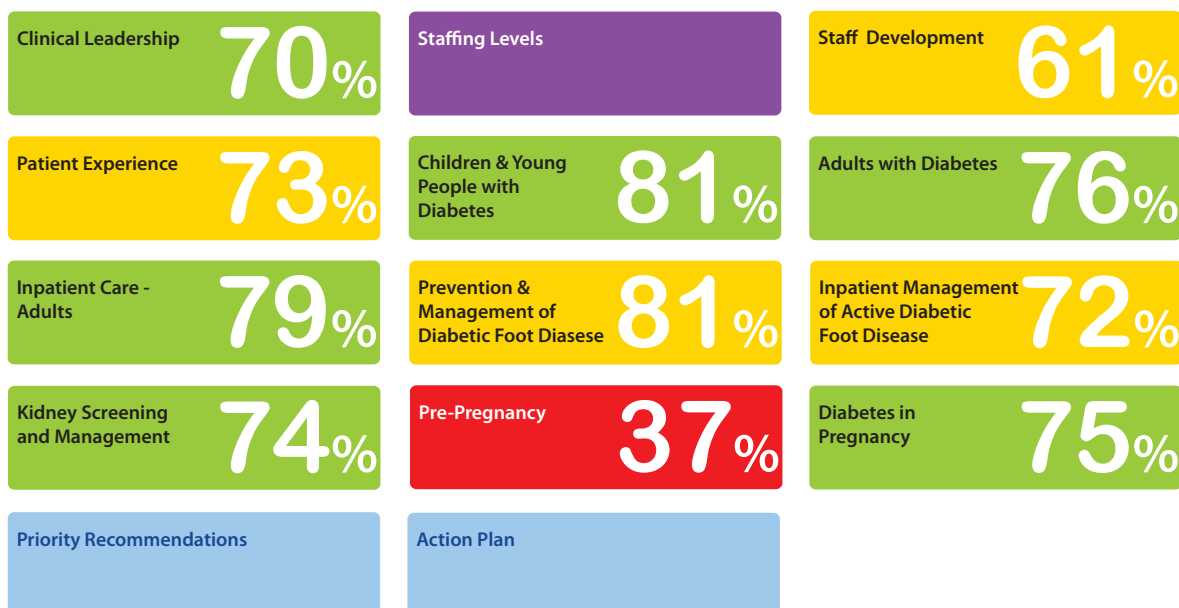 Clinical Leadership
70%
Staffing Levels
Staff Development
61%
Patient Experience
73%
Children & Young
People with
Diabetes
81%
Adults with Diabetes
76%
Inpatient Care -
Adults
79%
Prevention &
Management of
Diabetic Foot Diasese
81%
Inpatient Management
of Active Diabetic
Foot Disease
72%
Kidney Screening
and Management
74%
Pre-Pregnancy
37%
Diabetes in
Pregnancy
75%
Priority Recommendations
Action Plan